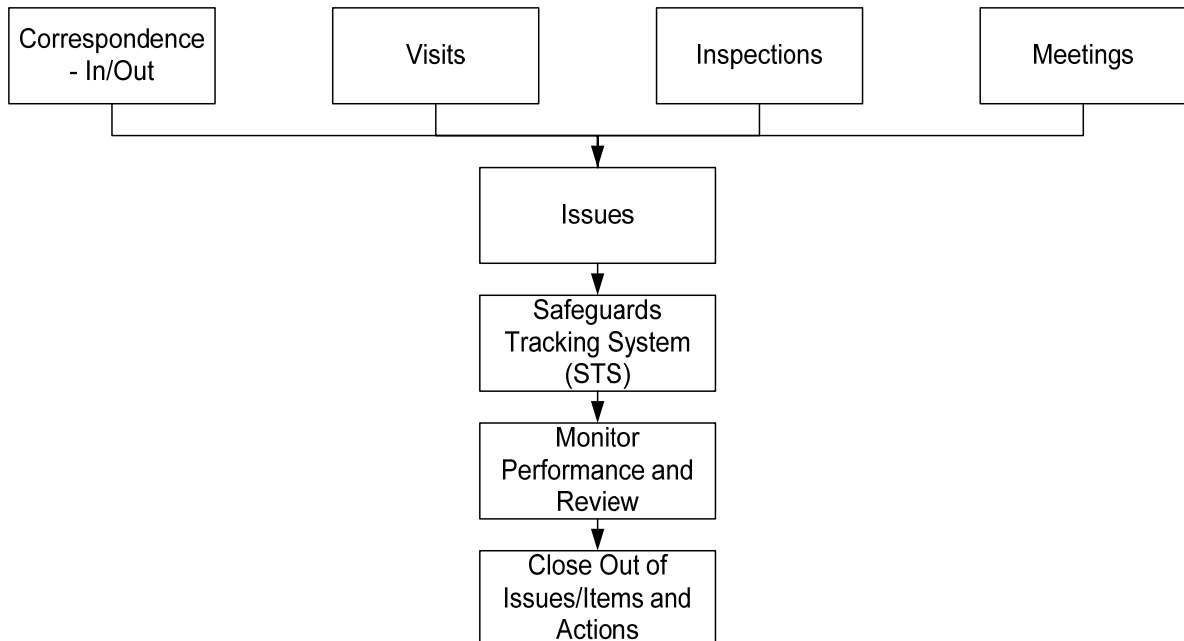 Correspondence
- In/Out
Visits
Inspections
Meetings
Issues
Safeguards
Tracking System
(STS)
Monitor
Performance and
Review
Close Out of
Issues/Items and
Actions